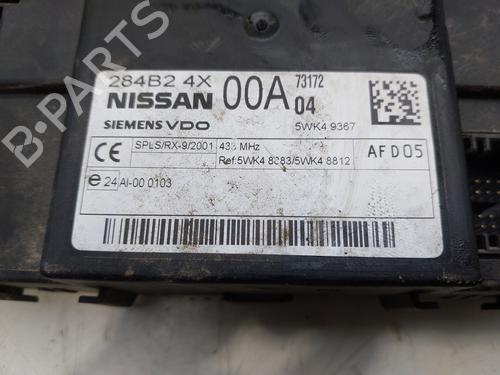 284B2 4X 00A 73172
NISSAN 04
SIEMENS VDO 5WK4 9367
CE SPLS/RX-9/2001 433 MHz AFD05
Ref:5WK4 8283/5WK4 8812
e 24 AI-00 0103
B-PARTS